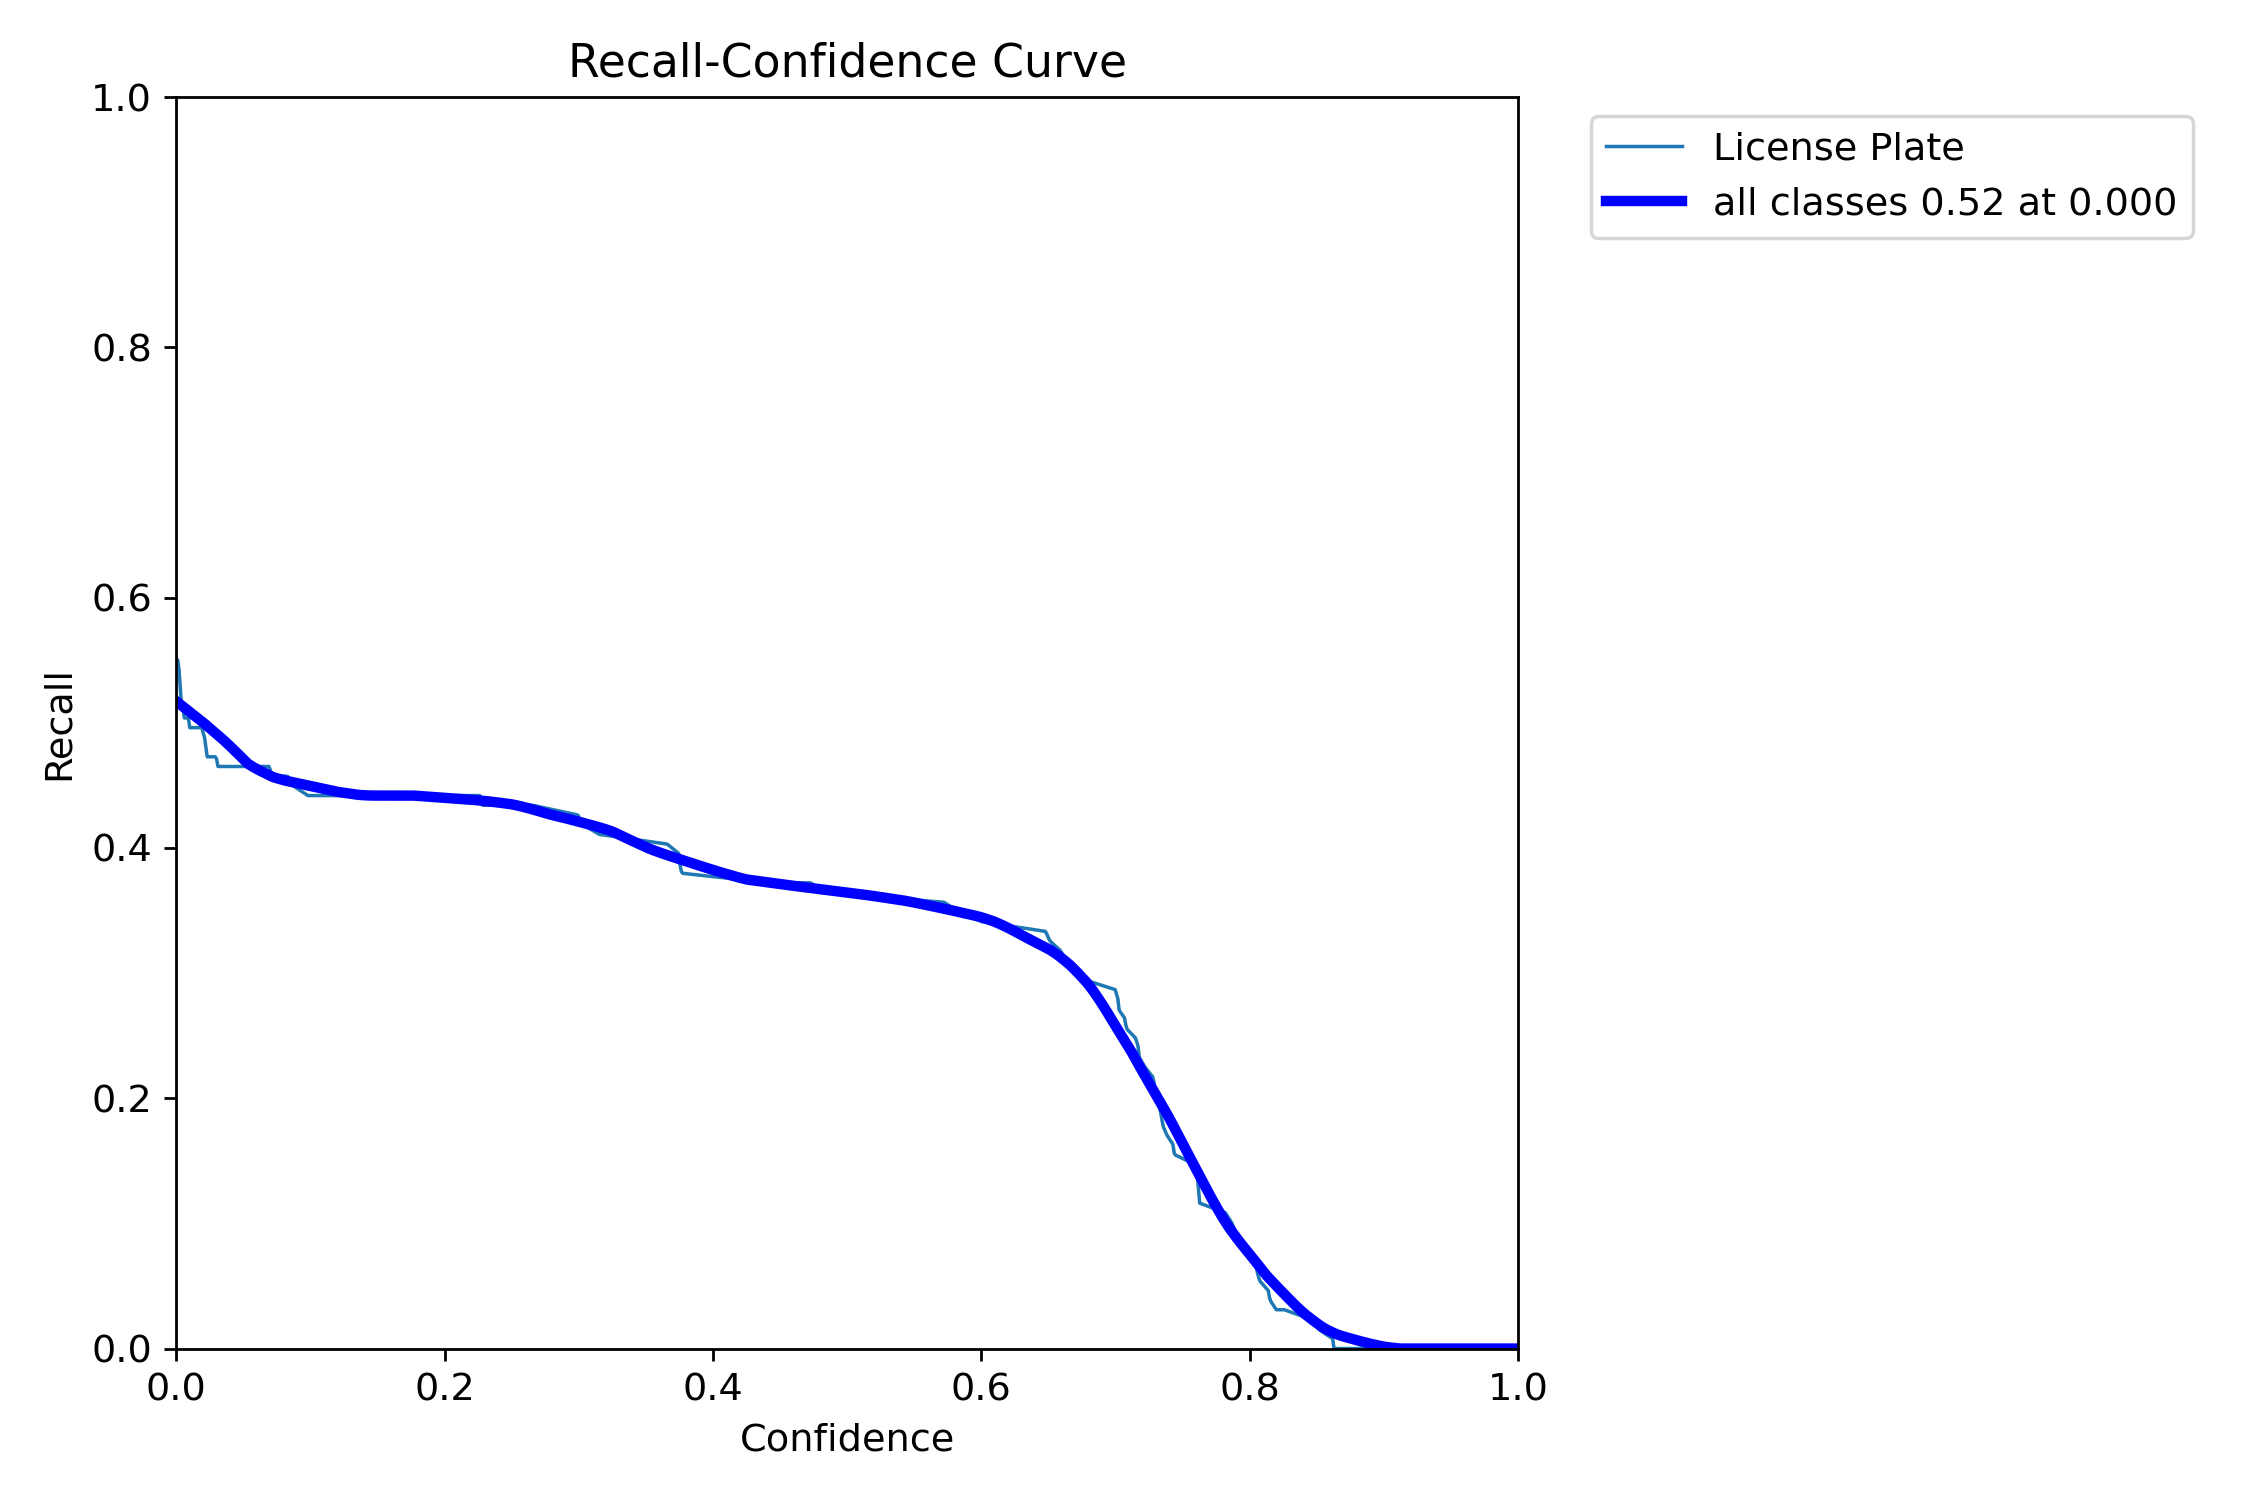 Recall-Confidence Curve
1.0
0.8
0.6
0.4
0.2
0.0
Recall
0.0 0.2 0.4 0.6 0.8 1.0
Confidence
License Plate
all classes 0.52 at 0.000